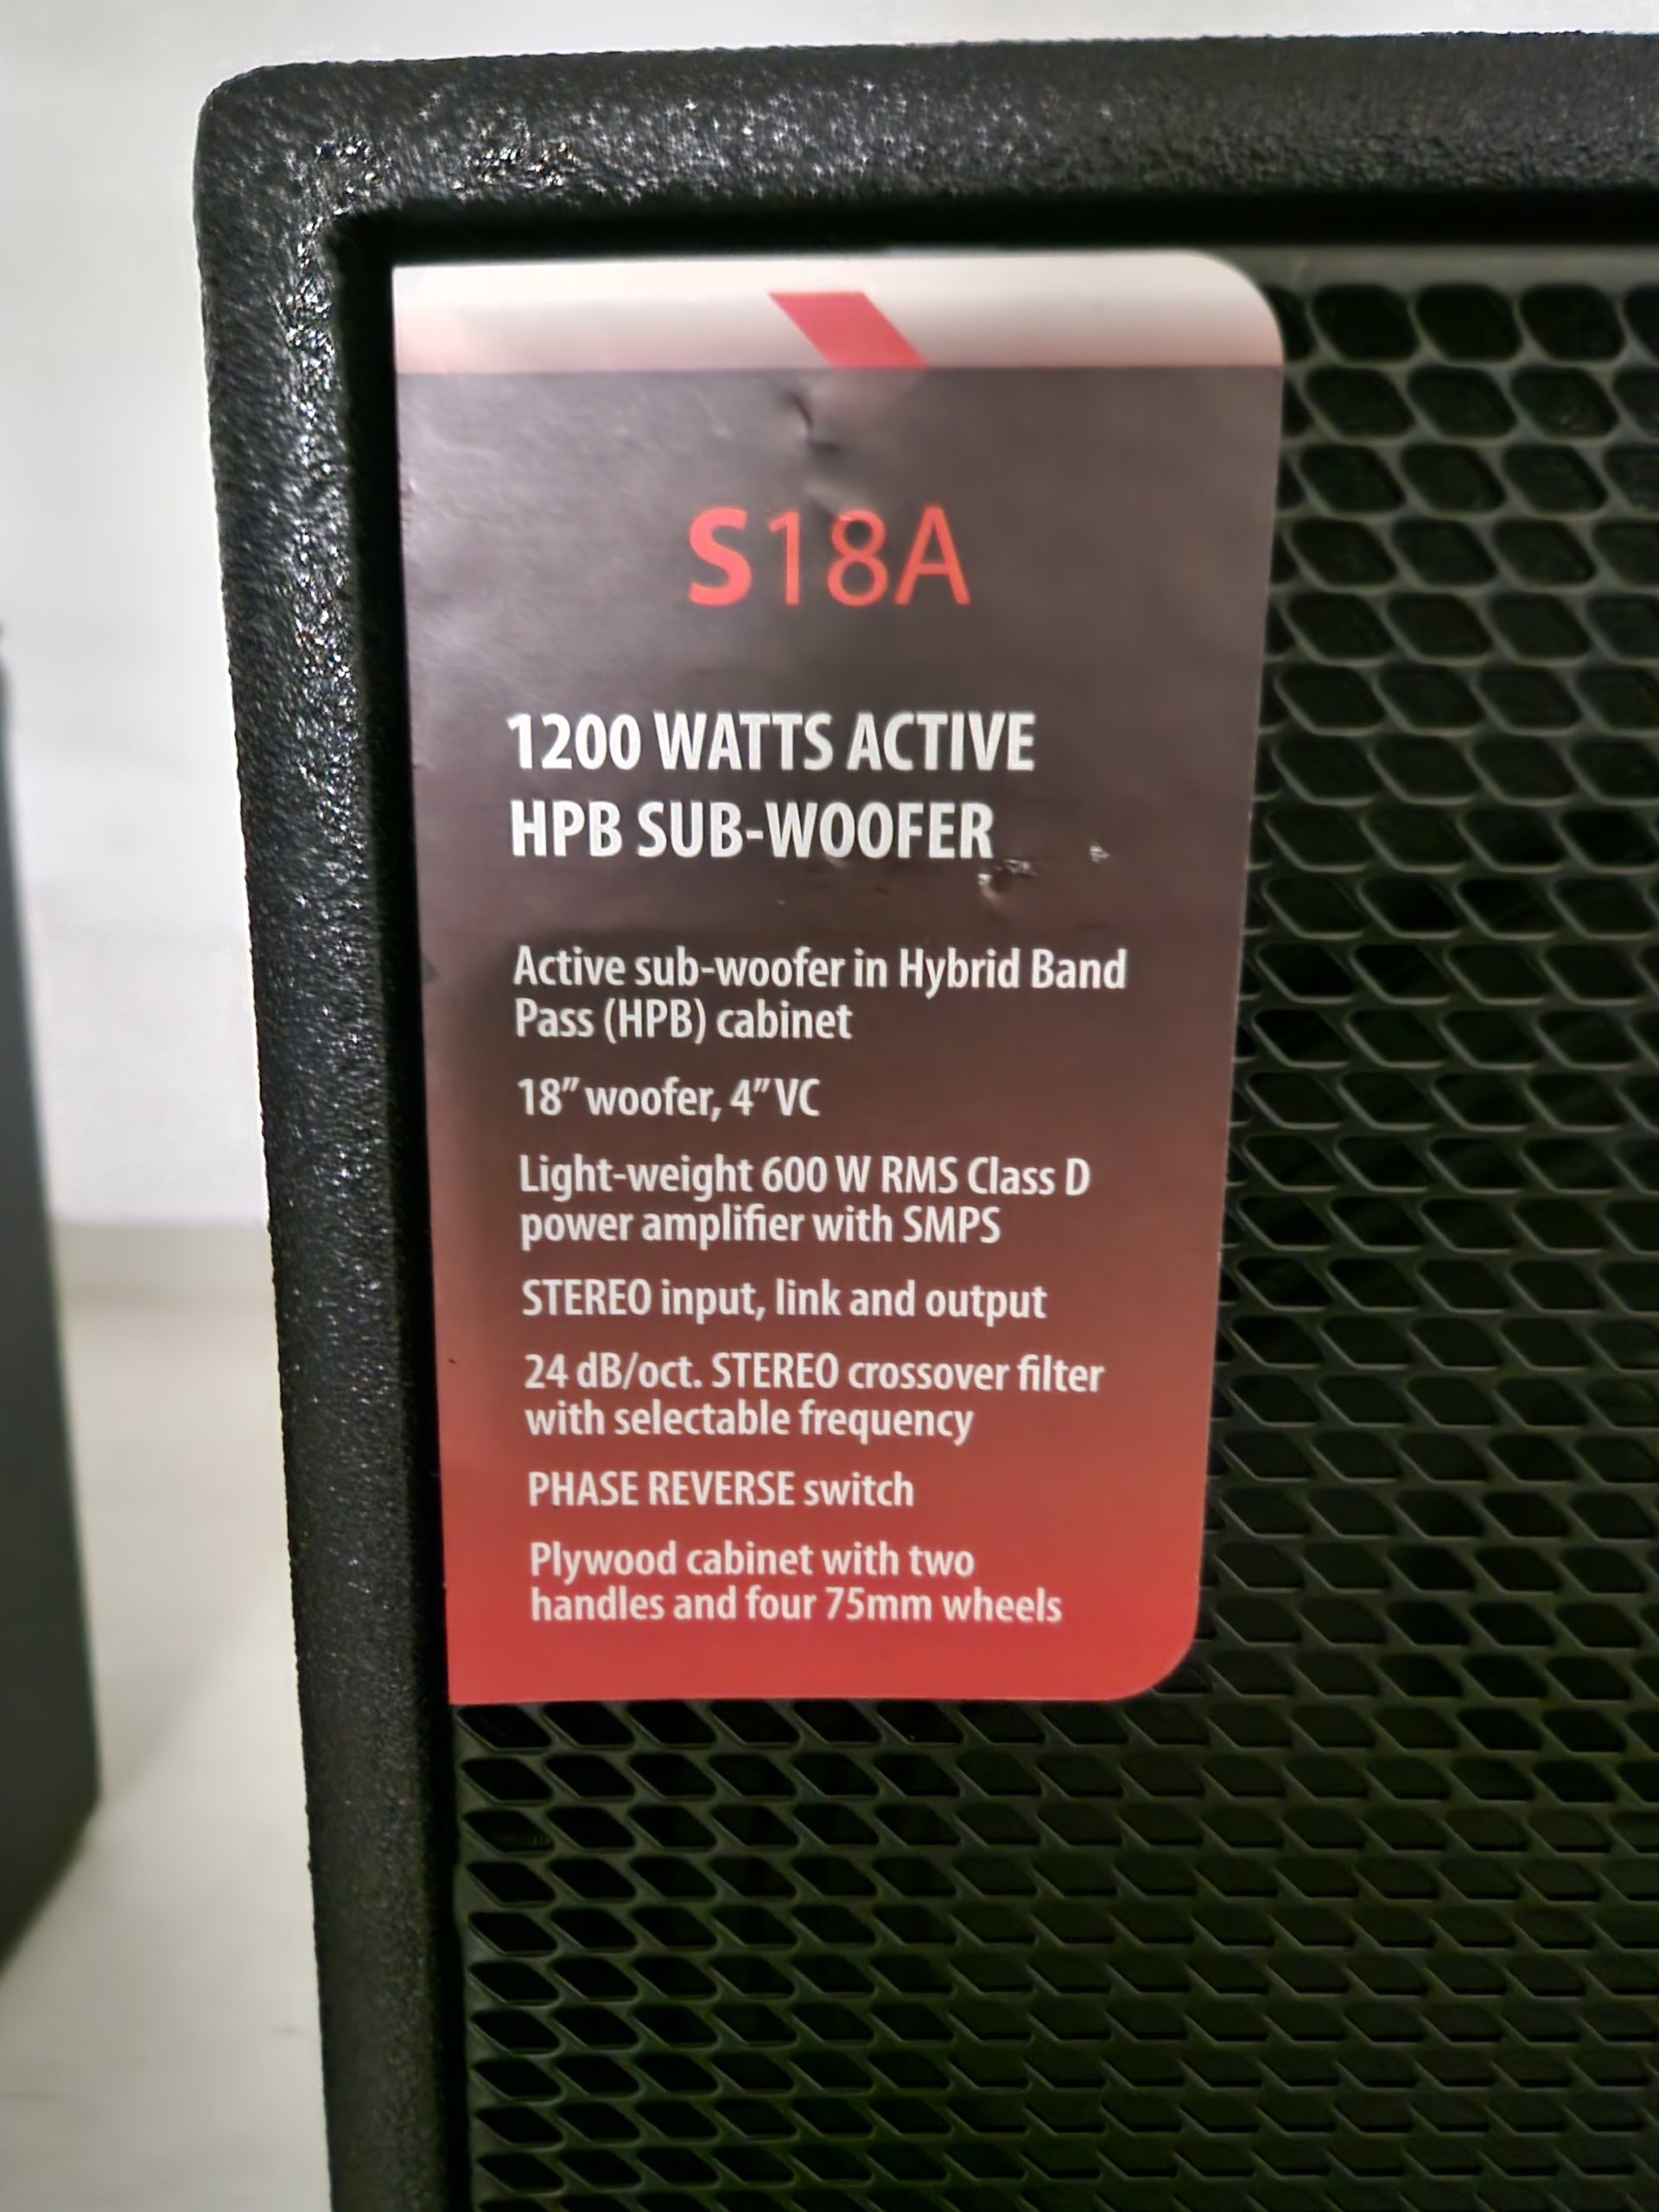 S18A
1200 WATTS ACTIVE
HPB SUB-WOOFER
Active sub-woofer in Hybrid Band
Pass (HPB) cabinet
18” woofer, 4” VC
Light-weight 600 W RMS Class D
power amplifier with SMPS
STEREO input, link and output
24 dB/oct. STEREO crossover filter
with selectable frequency
PHASE REVERSE switch
Plywood cabinet with two
handles and four 75mm wheels